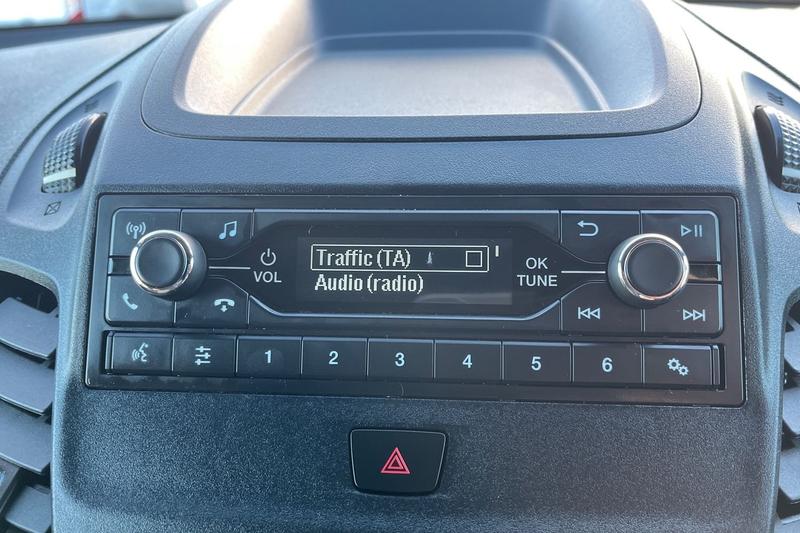 Traffic (TA)
Audio (radio)
VOL
OK
TUNE
1 2 3 4 5 6